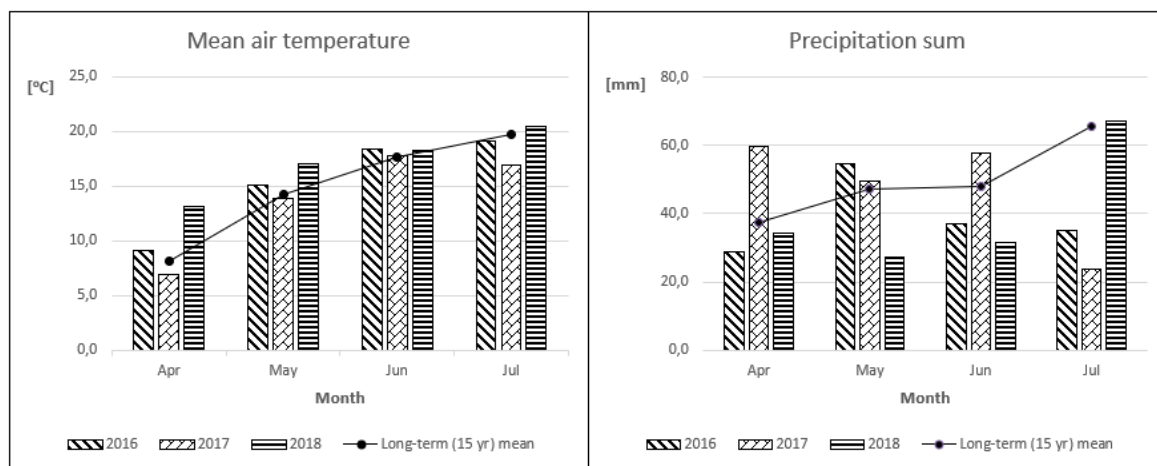 Mean air temperature
[ºC]
25,0
20,0
15,0
10,0
5,0
0,0
Apr May Jun Jul
Month
2016 2017 2018 Long-term (15 yr) mean
Precipitation sum
[mm]
80,0
60,0
40,0
20,0
0,0
Apr May Jun Jul
Month
2016 2017 2018 Long-term (15 yr) mean